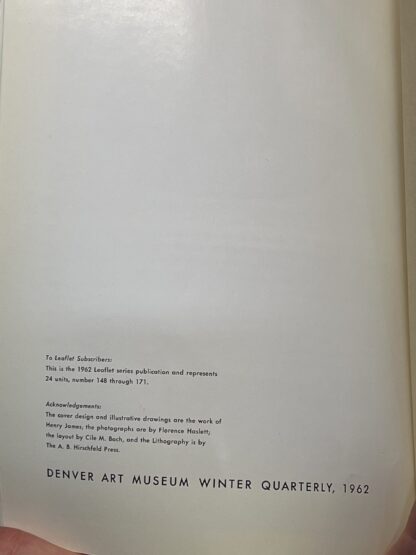 To Leaflet Subscribers:
This is the 1962 Leaflet series publication and represents
24 units, number 148 through 171.
Acknowledgements:
The cover design and illustrative drawings are the work of
Henry James; the photographs are by Florence Haslett;
the layout by Cile M. Bach, and the Lithography is by
The A. B. Hirschfeld Press.
DENVER ART MUSEUM WINTER QUARTERLY, 1962